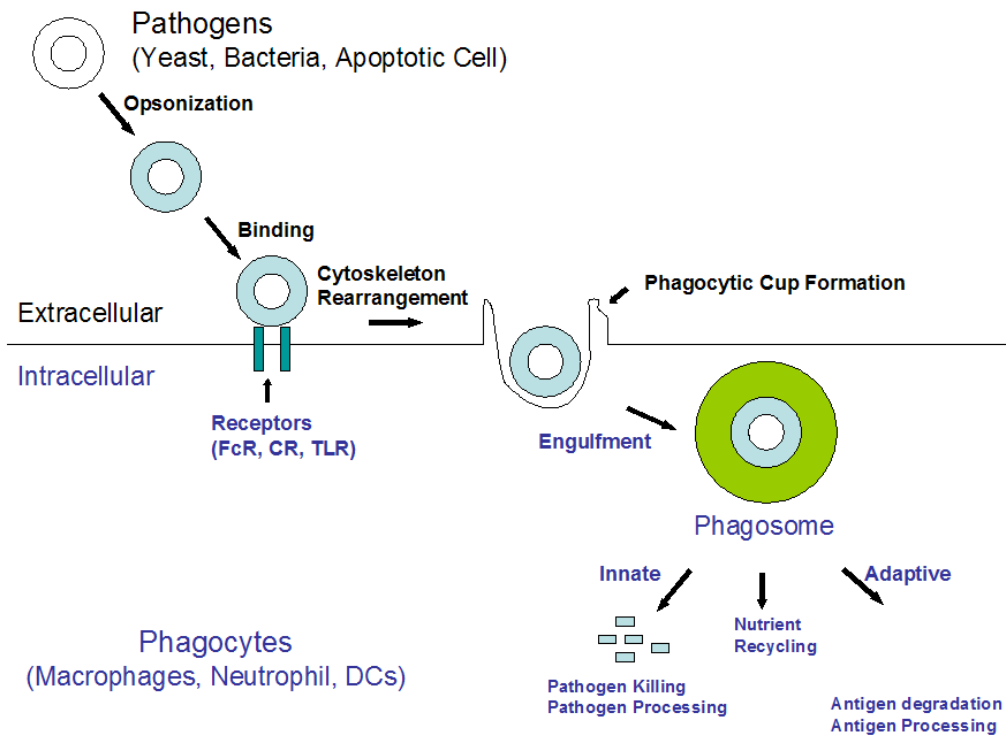 Pathogens
(Yeast, Bacteria, Apoptotic Cell)
Opsonization
Binding
Cytoskeleton
Rearrangement
Phagocytic Cup Formation
Extracellular
Intracellular
Receptors
(FcR, CR, TLR)
Engulfment
Phagosome
Innate
Adaptive
Nutrient
Recycling
Phagocytes
(Macrophages, Neutrophil, DCs)
Pathogen Killing
Pathogen Processing
Antigen degradation
Antigen Processing